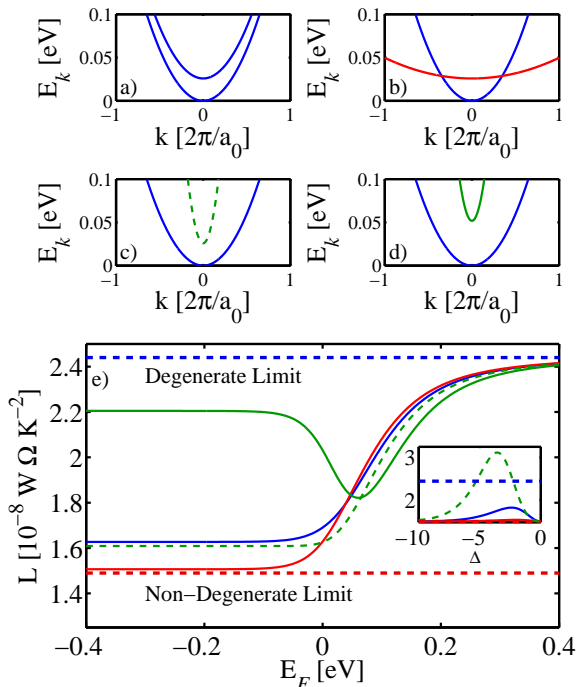 0.1
0.05
0
E_k [eV]
a)
−1
0
1
k [2π/a_0]
0.1
0.05
0
E_k [eV]
b)
−1
0
1
k [2π/a_0]
0.1
0.05
0
E_k [eV]
c)
−1
0
1
k [2π/a_0]
0.1
0.05
0
E_k [eV]
d)
−1
0
1
k [2π/a_0]
e)
Degenerate Limit
2.4
2.2
2
1.8
1.6
1.4
L [10^{−8} W Ω K^{−2}]
3
2
−10
−5
0
Δ
Non−Degenerate Limit
−0.4
−0.2
0
0.2
0.4
E_F [eV]